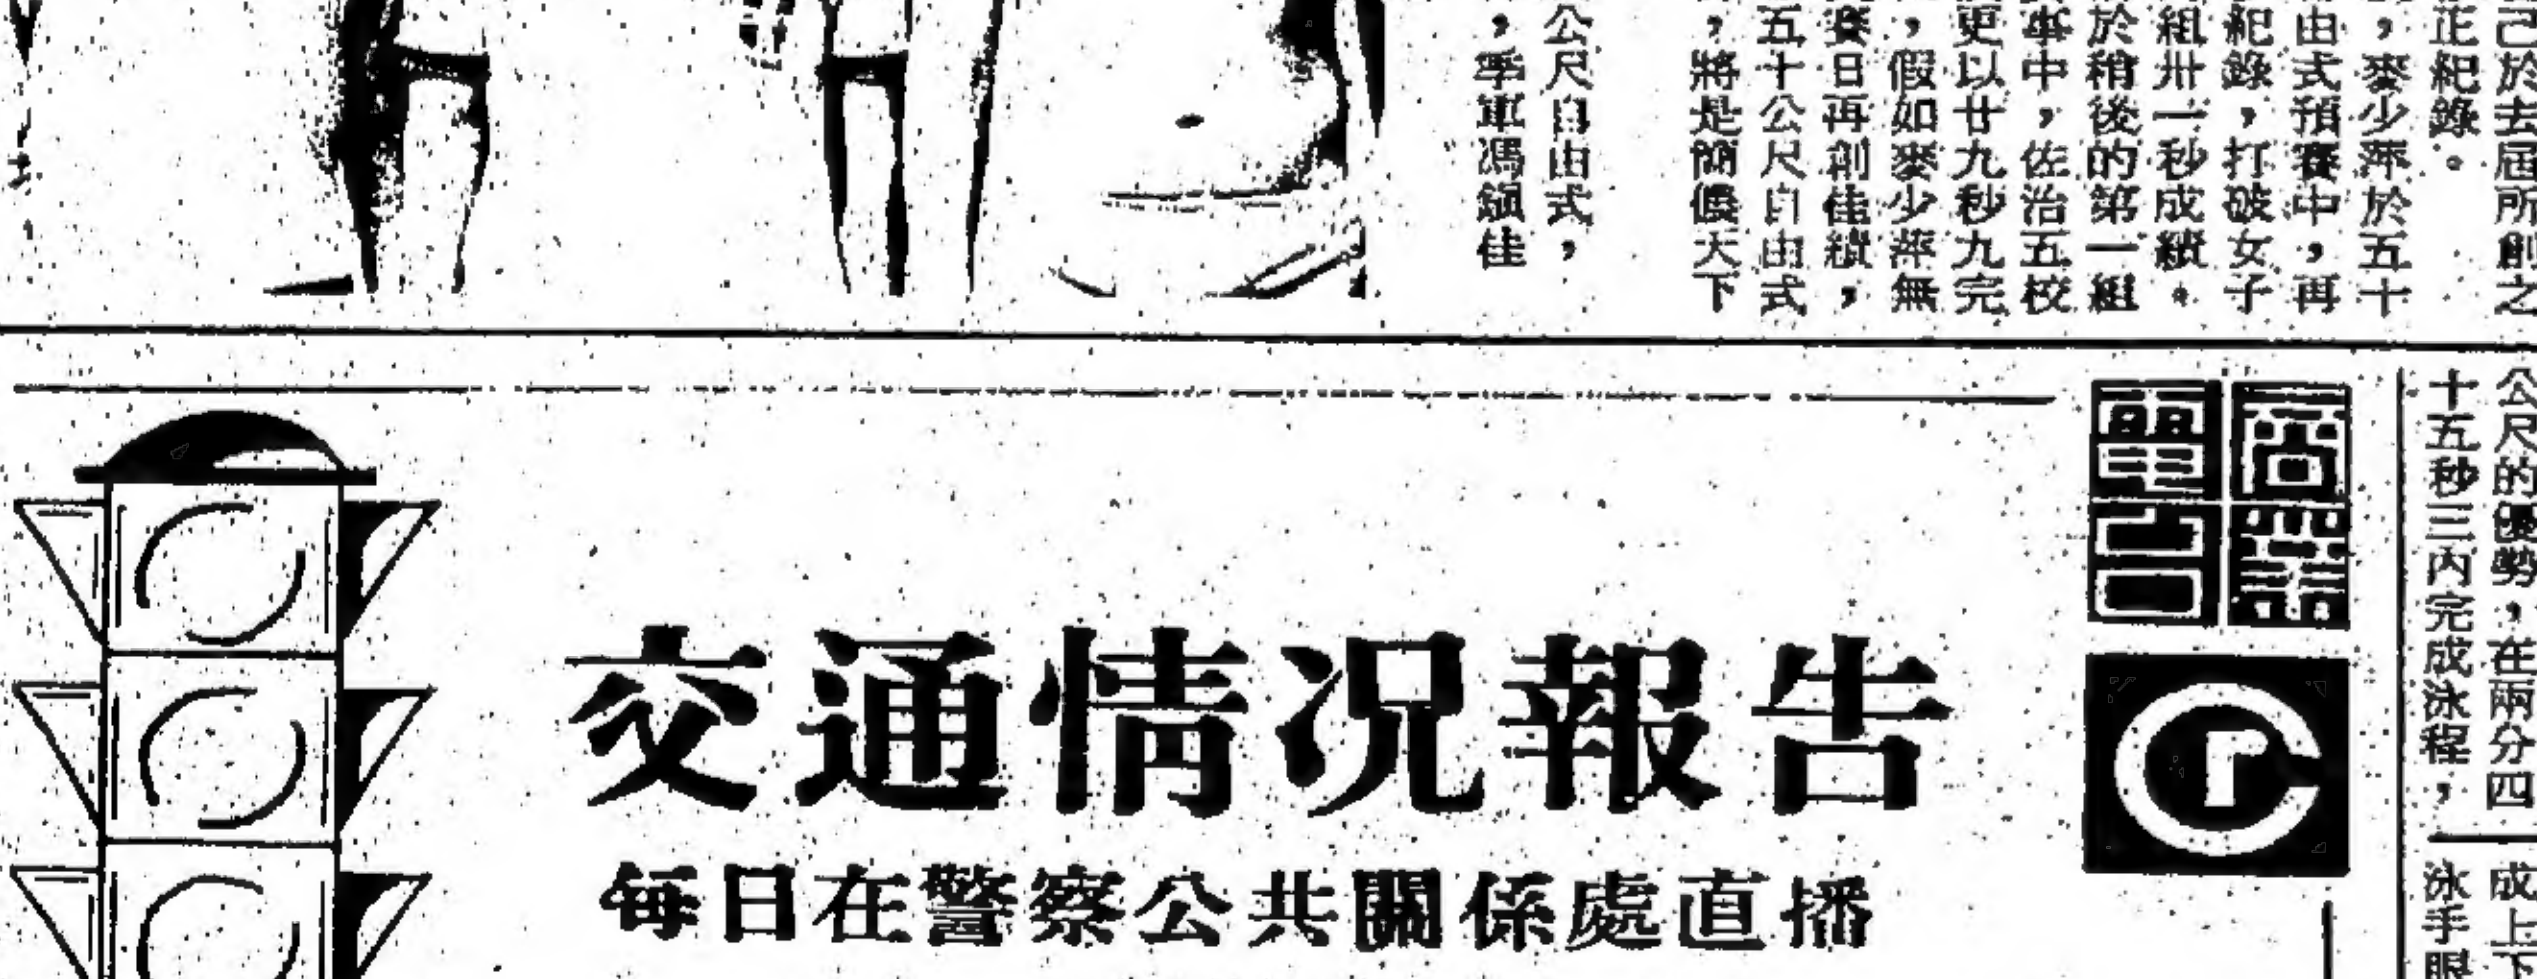 己於去屆所創之
正紀錄。
，麥少萍於五十
由式預賽中，再
紀錄，打破女子
組卅一秒成績。
於稍後的第一組
事中，佐治五校
更以廿九秒九完
，假如麥少萍無
賽日再創佳績，
五十公尺自由式
，將是簡儂天下
公尺自由式，
，季軍馮佳
商業
電台
公尺的優勢，在兩分四
十五秒三內完成泳程，
成上下
泳手眼
交通情況報告
每日在警察公共關係處直播